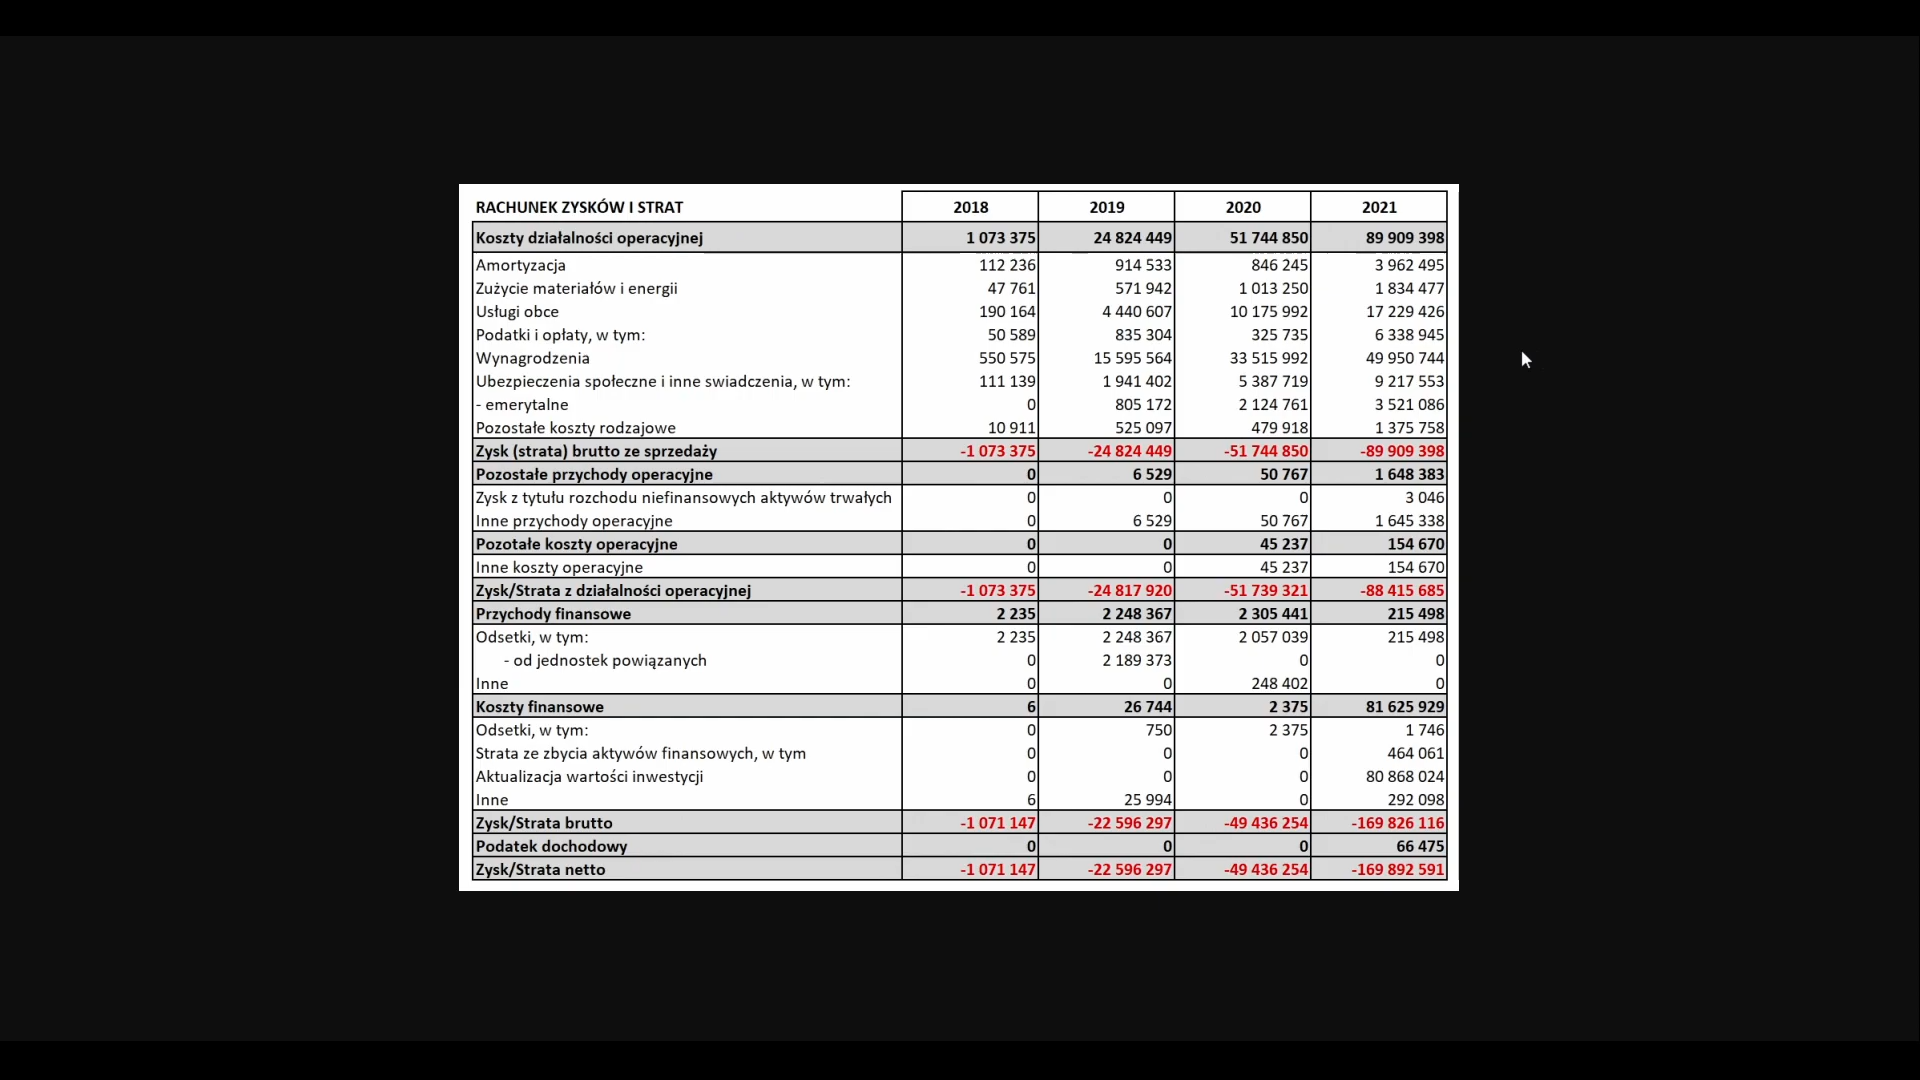 RACHUNEK ZYSKÓW I STRAT 2018 2019 2020 2021
Koszty działalności operacyjnej 1 073 375 24 824 449 51 744 850 89 909 398
Amortyzacja 112 236 914 533 846 245 3 962 495
Zużycie materiałów i energii 47 761 571 942 1 013 250 1 834 477
Usługi obce 190 164 4 440 607 10 175 992 17 229 426
Podatki i opłaty, w tym: 50 589 835 304 325 735 6 338 945
Wynagrodzenia 550 575 15 595 564 33 515 992 49 950 744
Ubezpieczenia społeczne i inne swiadczenia, w tym: 111 139 1 941 402 5 387 719 9 217 553
- emerytalne 0 805 172 2 124 761 3 521 086
Pozostałe koszty rodzajowe 10 911 525 097 479 918 1 375 758
Zysk (strata) brutto ze sprzedaży -1 073 375 -24 824 449 -51 744 850 -89 909 398
Pozostałe przychody operacyjne 0 6 529 50 767 1 648 383
Zysk z tytułu rozchodu niefinansowych aktywów trwałych 0 0 0 3 046
Inne przychody operacyjne 0 6 529 50 767 1 645 338
Pozotałe koszty operacyjne 0 0 45 237 154 670
Inne koszty operacyjne 0 0 45 237 154 670
Zysk/Strata z działalności operacyjnej -1 073 375 -24 817 920 -51 739 321 -88 415 685
Przychody finansowe 2 235 2 248 367 2 305 441 215 498
Odsetki, w tym: 2 235 2 248 367 2 057 039 215 498
- od jednostek powiązanych 0 2 189 373 0 0
Inne 0 0 248 402 0
Koszty finansowe 6 26 744 2 375 81 625 929
Odsetki, w tym: 0 750 2 375 1 746
Strata ze zbycia aktywów finansowych, w tym 0 0 0 464 061
Aktualizacja wartości inwestycji 0 0 0 80 868 024
Inne 6 25 994 0 292 098
Zysk/Strata brutto -1 071 147 -22 596 297 -49 436 254 -169 826 116
Podatek dochodowy 0 0 0 66 475
Zysk/Strata netto -1 071 147 -22 596 297 -49 436 254 -169 892 591